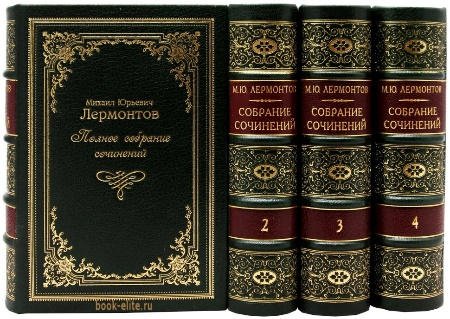 Михаил Юрьевич
Лермонтов
Полное собрание
сочинений
book-elite.ru
М.Ю. ЛЕРМОНТОВ
СОБРАНИЕ
СОЧИНЕНИЙ
2
М.Ю. ЛЕРМОНТОВ
СОБРАНИЕ
СОЧИНЕНИЙ
3
М.Ю. ЛЕРМОНТОВ
СОБРАНИЕ
СОЧИНЕНИЙ
4